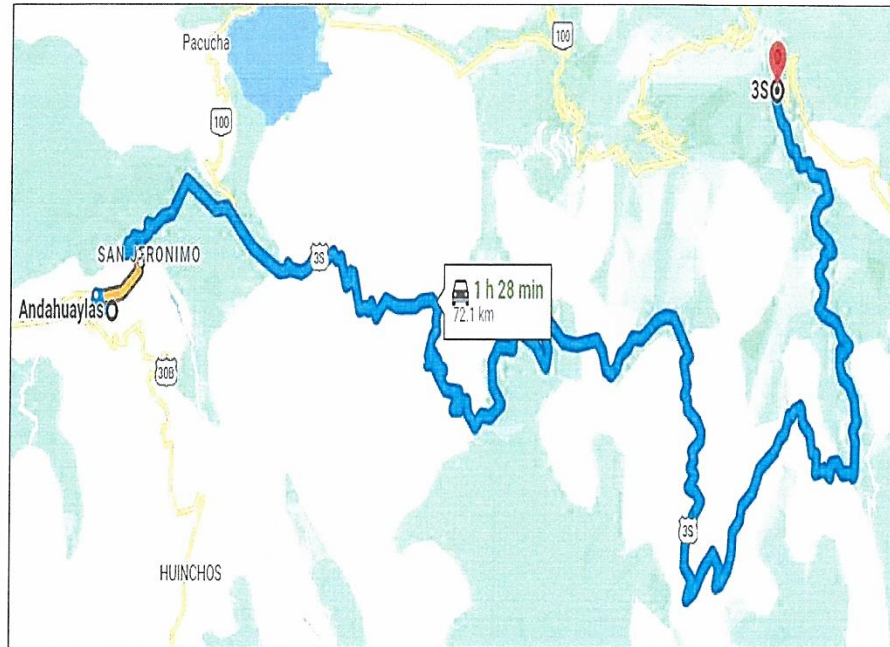 Pacucha
100
100
3S
SAN JERONIMO
3S
1 h 28 min
72.1 km
Andahuaylas
30B
3S
HUINCHOS